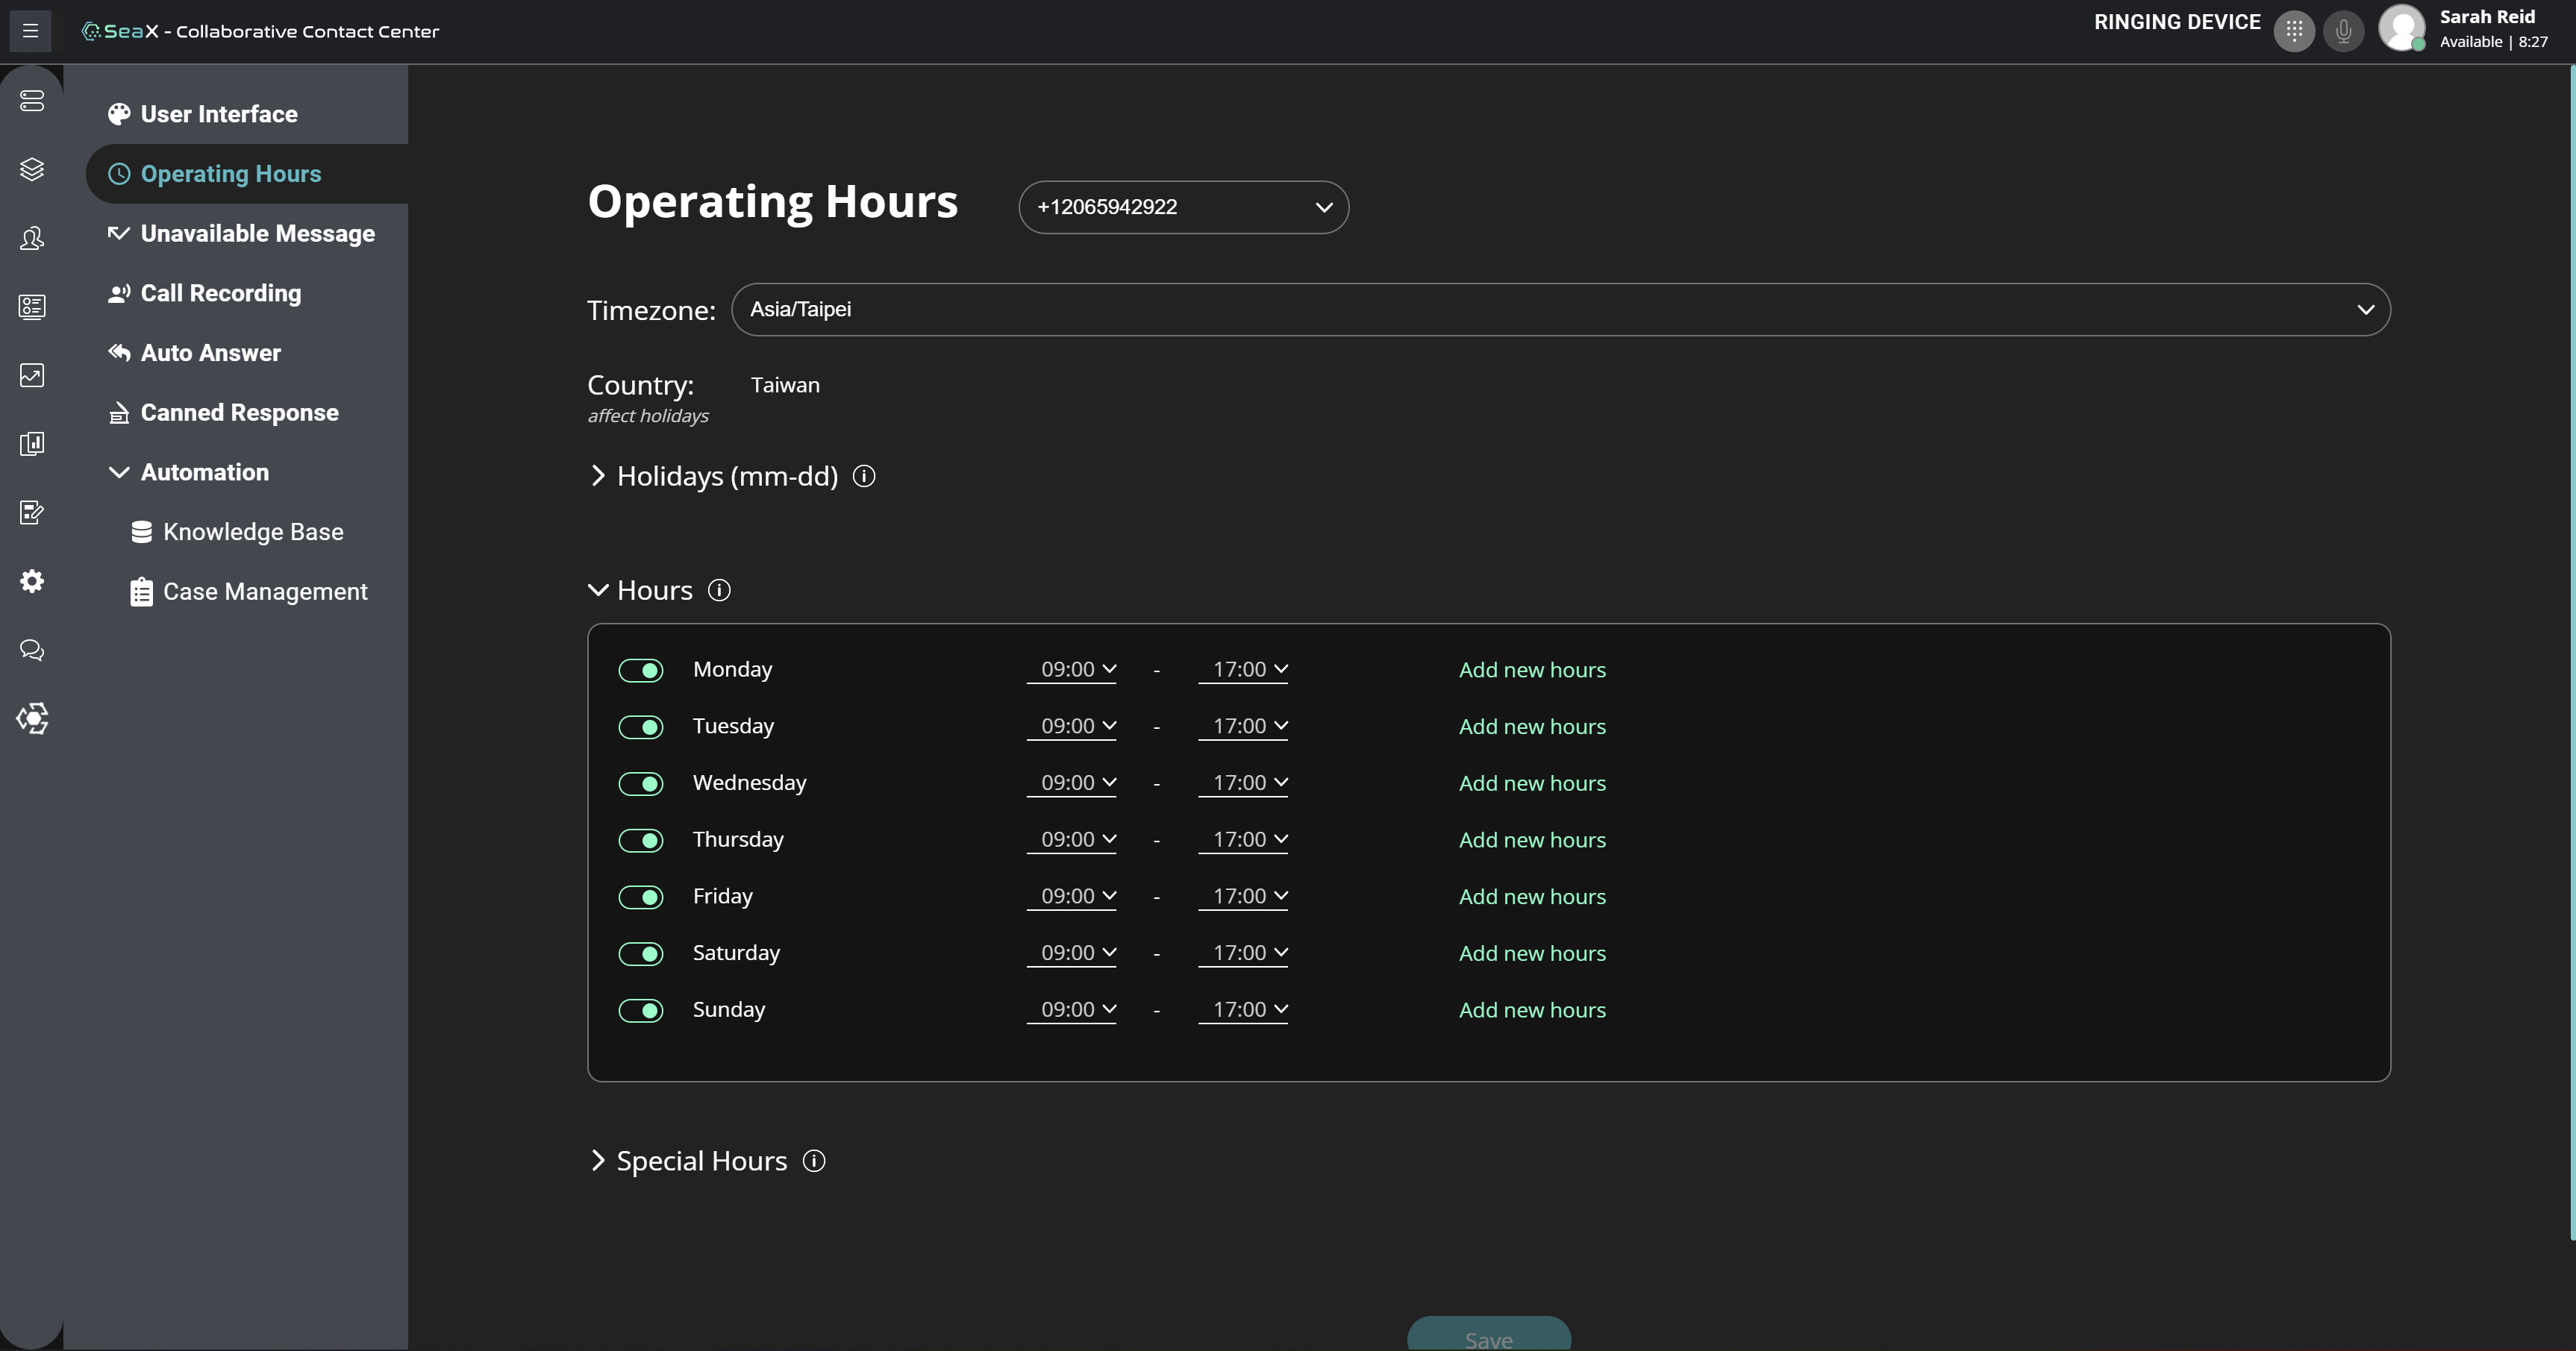 SeaX - Collaborative Contact Center
RINGING DEVICE
Sarah Reid
Available | 8:27
User Interface
Operating Hours
Unavailable Message
Call Recording
Auto Answer
Canned Response
Automation
Knowledge Base
Case Management
Operating Hours
+12065942922
Timezone: Asia/Taipei
Country: Taiwan
affect holidays
Holidays (mm-dd)
Hours
Monday 09:00 - 17:00 Add new hours
Tuesday 09:00 - 17:00 Add new hours
Wednesday 09:00 - 17:00 Add new hours
Thursday 09:00 - 17:00 Add new hours
Friday 09:00 - 17:00 Add new hours
Saturday 09:00 - 17:00 Add new hours
Sunday 09:00 - 17:00 Add new hours
Special Hours
Save